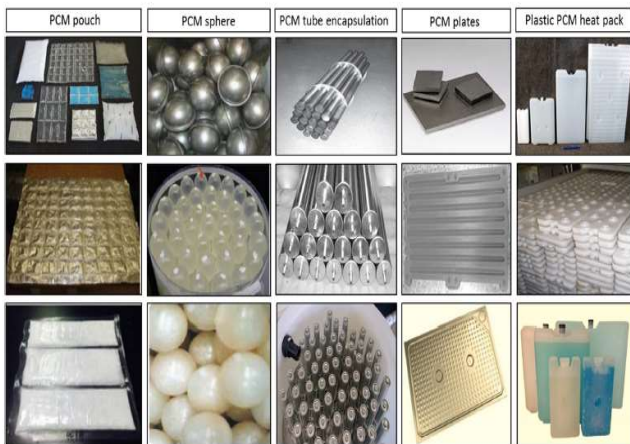 PCM pouch
PCM sphere
PCM tube encapsulation
PCM plates
Plastic PCM heat pack